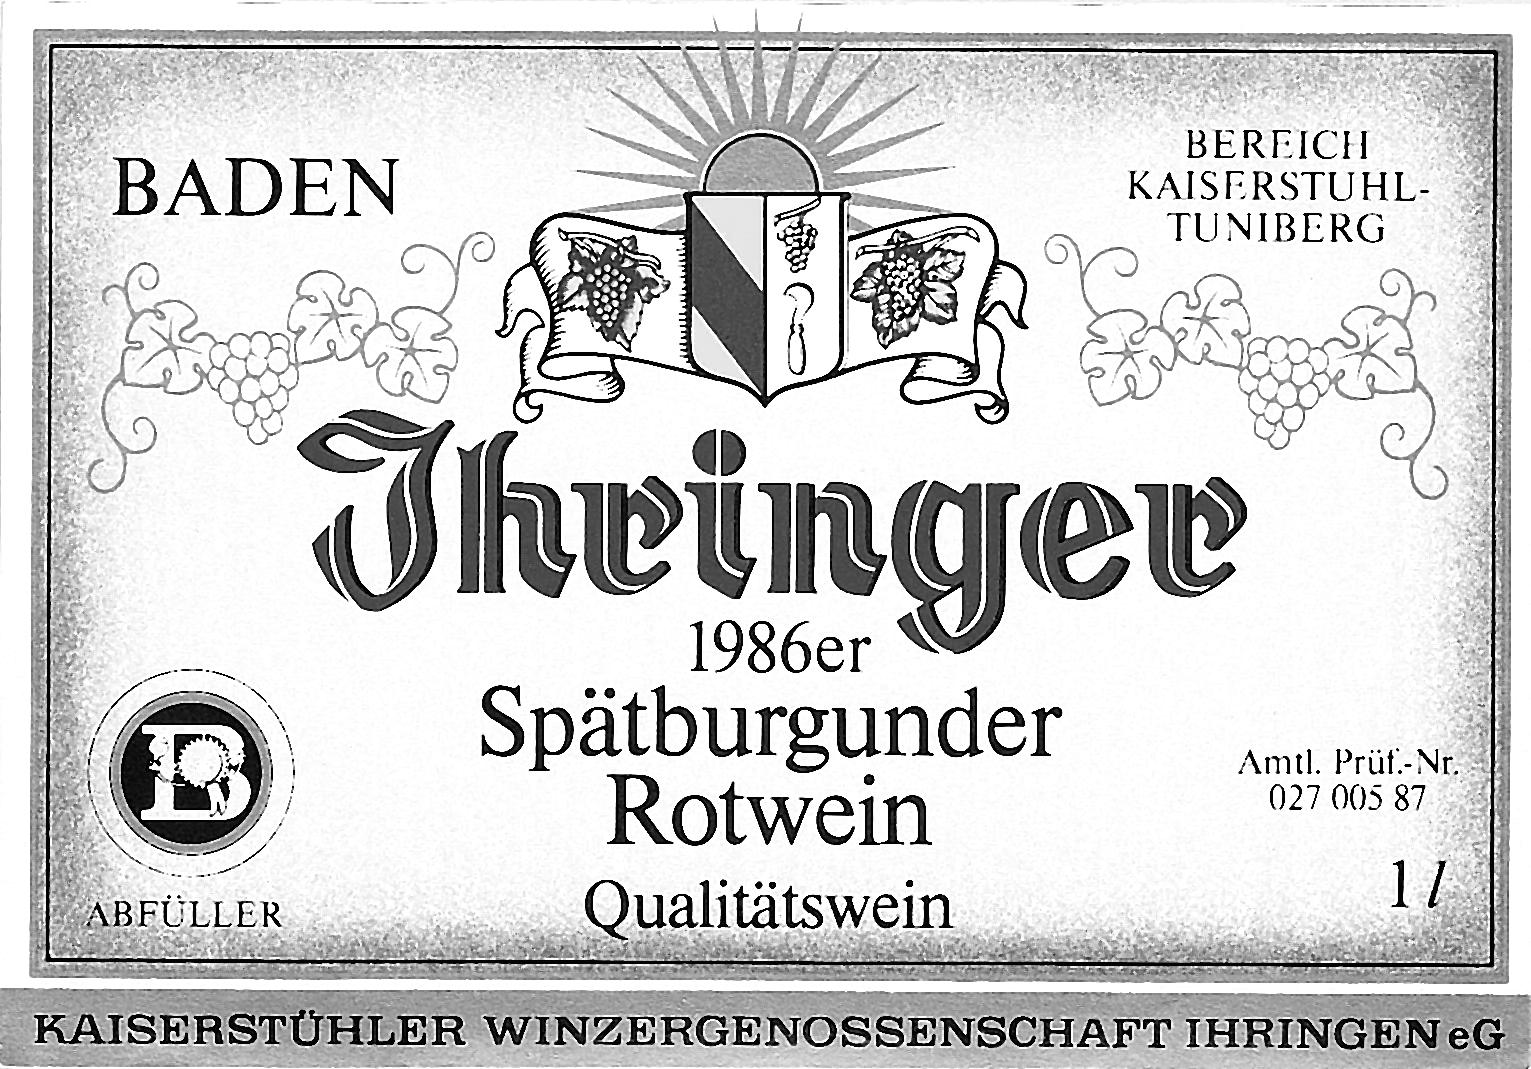 BADEN
BEREICH
KAISERSTUHL-
TUNIBERG
Ihringer
1986er
Spätburgunder
Rotwein
Qualitätswein
B
ABFÜLLER
Amtl. Prüf.-Nr.
027 005 87
1 l
KAISERSTÜHLER WINZERGENOSSENSCHAFT IHRINGEN eG